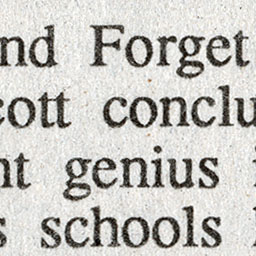 nd Forget
cott conclu
nt genius
s schools